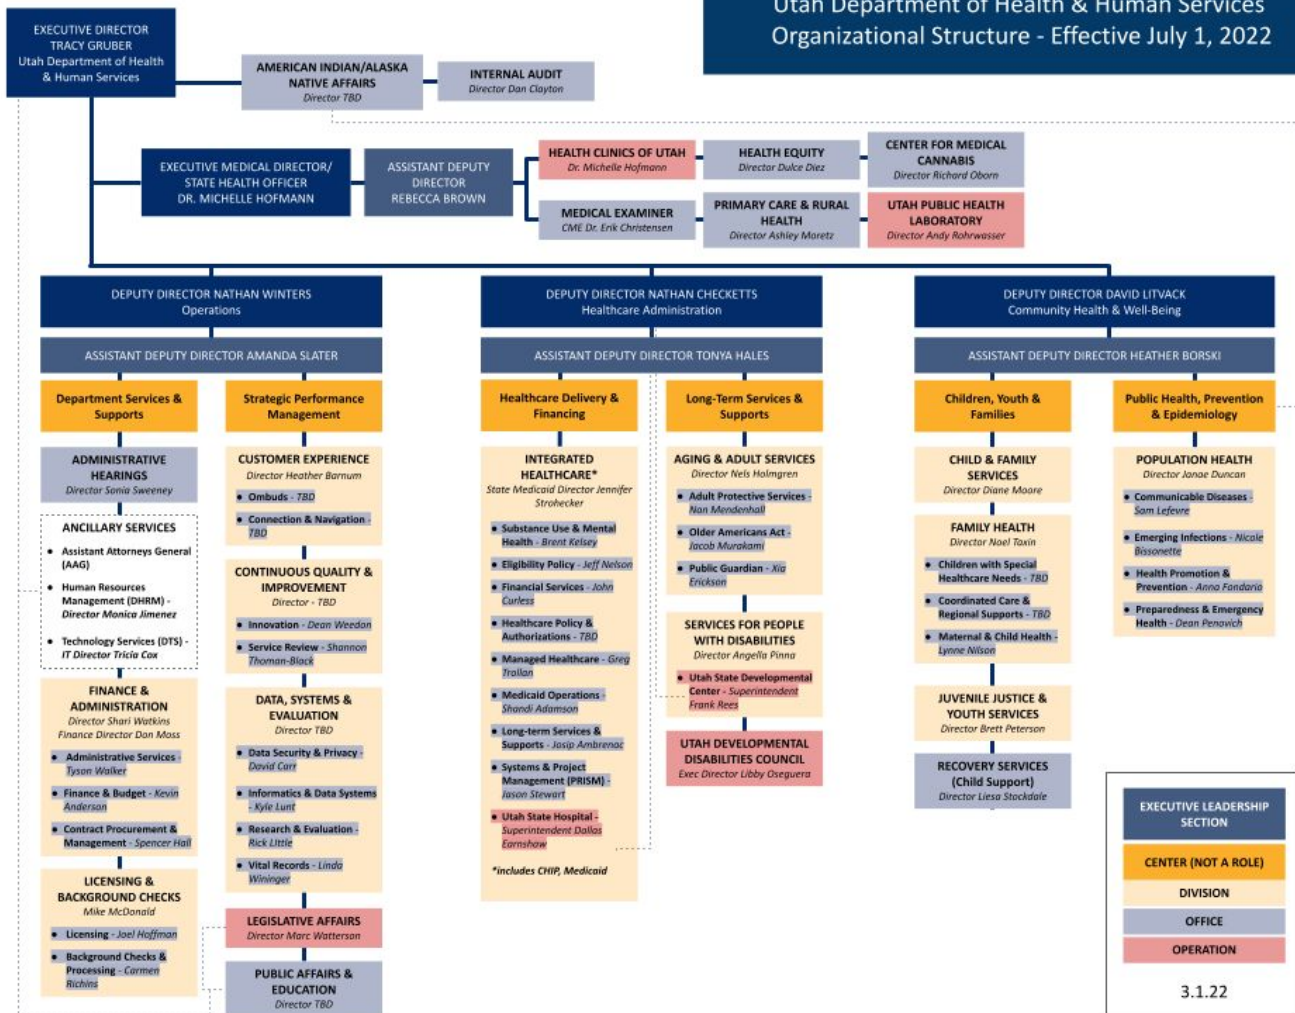 Utah Department of Health & Human Services
Organizational Structure - Effective July 1, 2022
EXECUTIVE DIRECTOR
TRACY GRUBER
Utah Department of Health
& Human Services
AMERICAN INDIAN/ALASKA
NATIVE AFFAIRS
Director TBD
INTERNAL AUDIT
Director Dan Clayton
EXECUTIVE MEDICAL DIRECTOR/
STATE HEALTH OFFICER
DR. MICHELLE HOFMANN
ASSISTANT DEPUTY
DIRECTOR
REBECCA BROWN
HEALTH CLINICS OF UTAH
Dr. Michelle Hofmann
HEALTH EQUITY
Director Dulce Diez
CENTER FOR MEDICAL
CANNABIS
Director Richard Oborn
MEDICAL EXAMINER
CME Dr. Erik Christensen
PRIMARY CARE & RURAL
HEALTH
Director Ashley Moretz
UTAH PUBLIC HEALTH
LABORATORY
Director Andy Rohrwasser
DEPUTY DIRECTOR NATHAN WINTERS
Operations
ASSISTANT DEPUTY DIRECTOR AMANDA SLATER
Department Services &
Supports
ADMINISTRATIVE
HEARINGS
Director Sonia Sweeney
ANCILLARY SERVICES
• Assistant Attorneys General
(AAG)
• Human Resources
Management (DHRM) -
Director Monica Jimenez
• Technology Services (DTS) -
IT Director Tricia Cox
FINANCE &
ADMINISTRATION
Director Shari Watkins
Finance Director Dan Moss
• Administrative Services -
Tyson Walker
• Finance & Budget - Kevin
Anderson
• Contract Procurement &
Management - Spencer Hall
LICENSING &
BACKGROUND CHECKS
Mike McDonald
• Licensing - Joel Hoffman
• Background Checks &
Processing - Carmen
Richins
Strategic Performance
Management
CUSTOMER EXPERIENCE
Director Heather Barnum
• Ombuds - TBD
• Connection & Navigation -
TBD
CONTINUOUS QUALITY &
IMPROVEMENT
Director - TBD
• Innovation - Dean Weedon
• Service Review - Shannon
Thoman-Black
DATA, SYSTEMS &
EVALUATION
Director TBD
• Data Security & Privacy -
David Carr
• Informatics & Data Systems
- Kyle Lunt
• Research & Evaluation -
Rick Little
• Vital Records - Linda
Wininger
LEGISLATIVE AFFAIRS
Director Marc Watterson
PUBLIC AFFAIRS &
EDUCATION
Director TBD
DEPUTY DIRECTOR NATHAN CHECKETTS
Healthcare Administration
ASSISTANT DEPUTY DIRECTOR TONYA HALES
Healthcare Delivery &
Financing
INTEGRATED
HEALTHCARE*
State Medicaid Director Jennifer
Strohecker
• Substance Use & Mental
Health - Brent Kelsey
• Eligibility Policy - Jeff Nelson
• Financial Services - John
Curless
• Healthcare Policy &
Authorizations - TBD
• Managed Healthcare - Greg
Trollan
• Medicaid Operations -
Shandi Adamson
• Long-term Services &
Supports - Josip Ambrenac
• Systems & Project
Management (PRISM) -
Jason Stewart
• Utah State Hospital -
Superintendent Dallas
Earnshaw
*includes CHIP, Medicaid
Long-Term Services &
Supports
AGING & ADULT SERVICES
Director Nels Holmgren
• Adult Protective Services -
Nan Mendenhall
• Older Americans Act -
Jacob Murakami
• Public Guardian - Xia
Erickson
SERVICES FOR PEOPLE
WITH DISABILITIES
Director Angella Pinna
• Utah State Developmental
Center - Superintendent
Frank Rees
UTAH DEVELOPMENTAL
DISABILITIES COUNCIL
Exec Director Libby Oseguera
DEPUTY DIRECTOR DAVID LITVACK
Community Health & Well-Being
ASSISTANT DEPUTY DIRECTOR HEATHER BORSKI
Children, Youth &
Families
CHILD & FAMILY
SERVICES
Director Diane Moore
FAMILY HEALTH
Director Noel Taxin
• Children with Special
Healthcare Needs - TBD
• Coordinated Care &
Regional Supports - TBD
• Maternal & Child Health -
Lynne Nilson
JUVENILE JUSTICE &
YOUTH SERVICES
Director Brett Peterson
RECOVERY SERVICES
(Child Support)
Director Liesa Stockdale
Public Health, Prevention
& Epidemiology
POPULATION HEALTH
Director Janae Duncan
• Communicable Diseases -
Sam Lefevre
• Emerging Infections - Nicole
Bissonette
• Health Promotion &
Prevention - Anna Fondario
• Preparedness & Emergency
Health - Dean Penovich
EXECUTIVE LEADERSHIP
SECTION
CENTER (NOT A ROLE)
DIVISION
OFFICE
OPERATION
3.1.22